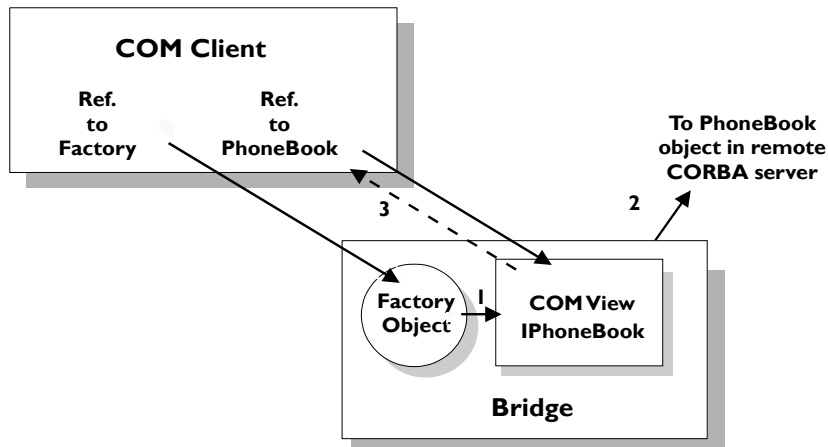 COM Client
Ref.
to
Factory
Ref.
to
PhoneBook
To PhoneBook
object in remote
CORBA server
3
2
Factory
Object
1
COM View
IPhoneBook
Bridge